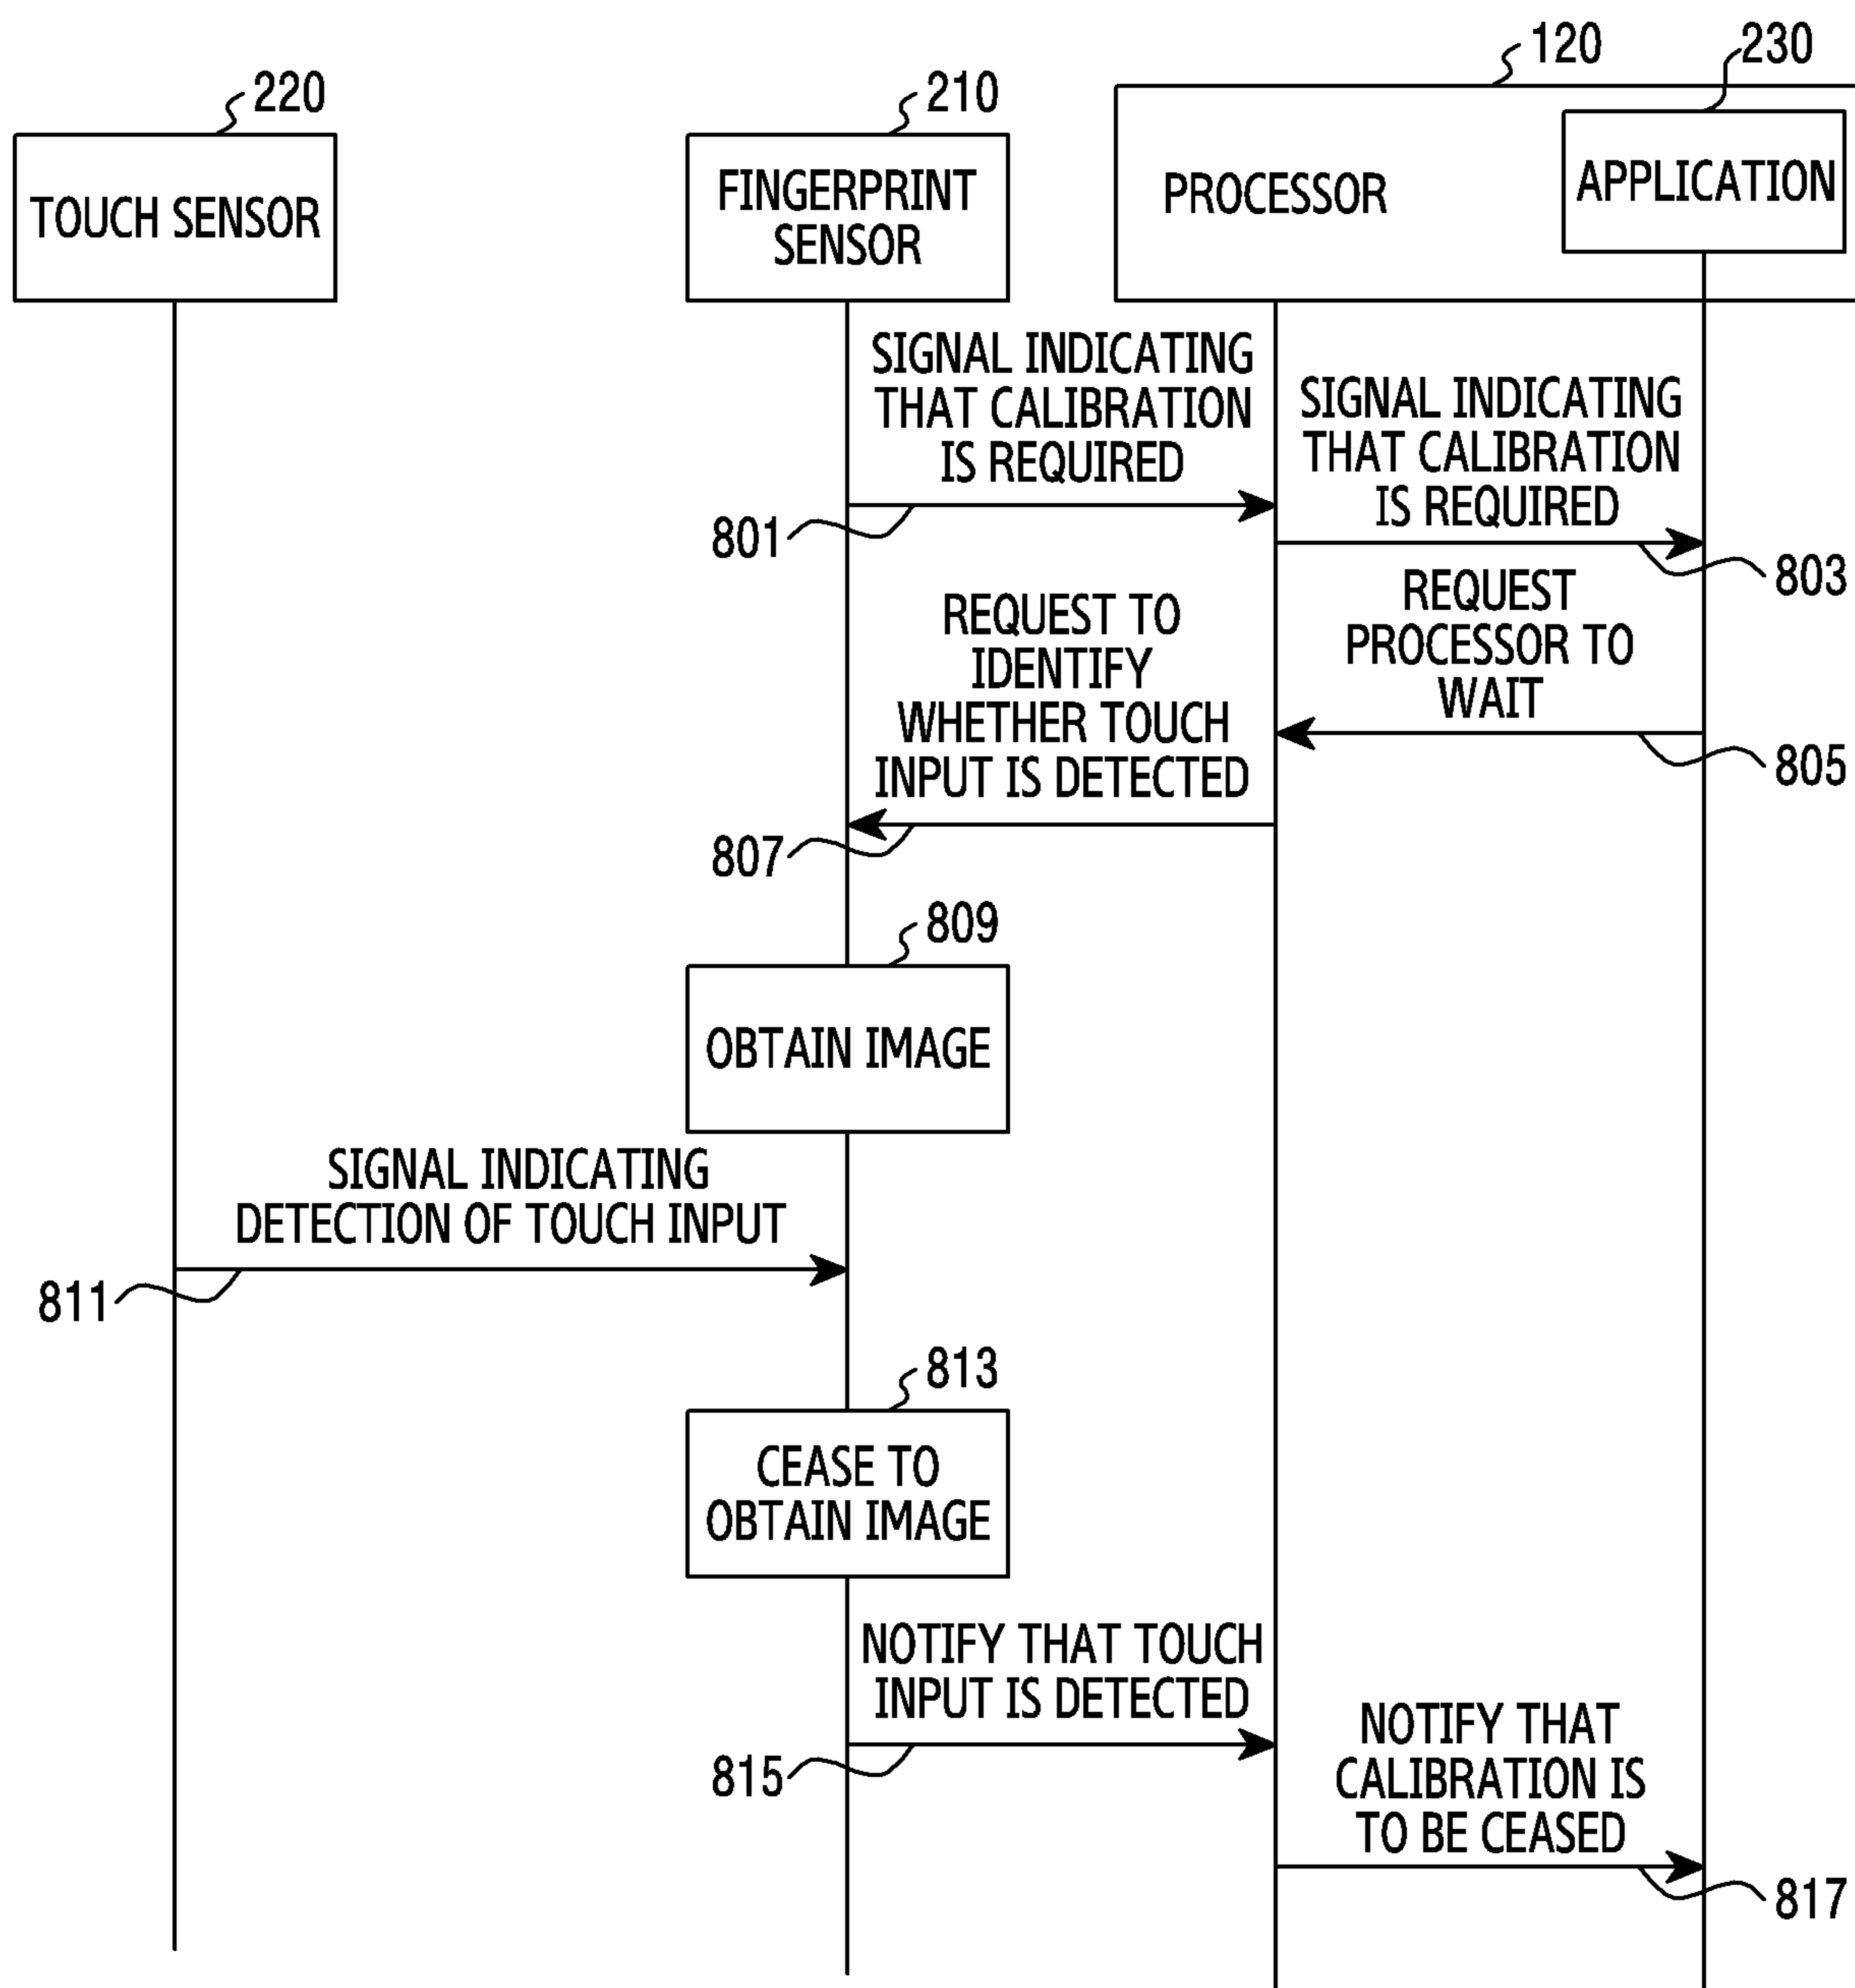 120
230
220
210
TOUCH SENSOR
FINGERPRINT
SENSOR
PROCESSOR
APPLICATION
SIGNAL INDICATING
THAT CALIBRATION
IS REQUIRED
801
SIGNAL INDICATING
THAT CALIBRATION
IS REQUIRED
803
REQUEST
PROCESSOR TO
WAIT
805
REQUEST TO
IDENTIFY
WHETHER TOUCH
INPUT IS DETECTED
807
809
OBTAIN IMAGE
SIGNAL INDICATING
DETECTION OF TOUCH INPUT
811
813
CEASE TO
OBTAIN IMAGE
NOTIFY THAT TOUCH
INPUT IS DETECTED
815
NOTIFY THAT
CALIBRATION IS
TO BE CEASED
817